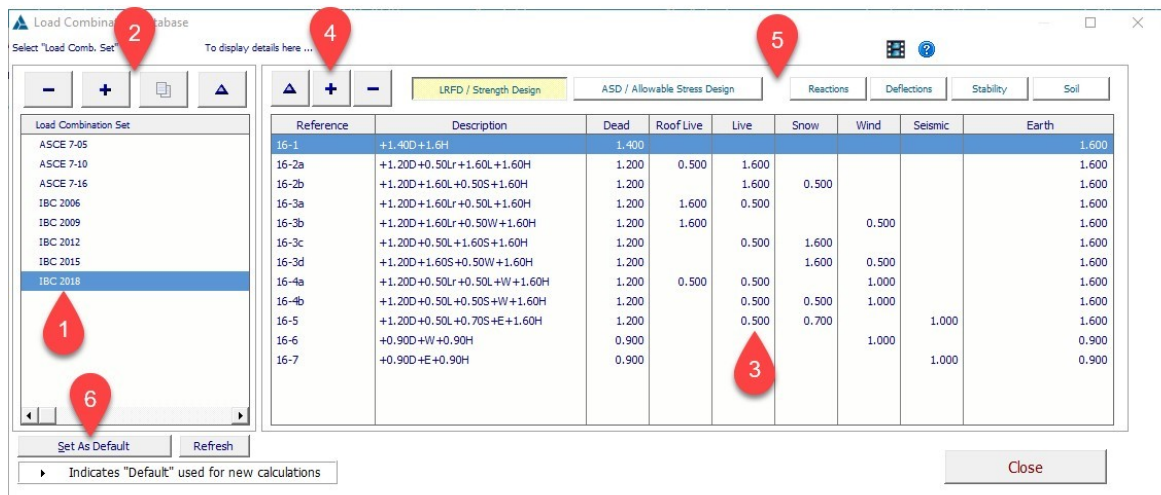 Load Combina
abase
2
4
5
Select "Load Comb. Set"
To display details here ...
LRFD / Strength Design
ASD / Allowable Stress Design
Reactions
Deflections
Stability
Soil
Load Combination Set
ASCE 7-05
ASCE 7-10
ASCE 7-16
IBC 2006
IBC 2009
IBC 2012
IBC 2015
IBC 2018
1
Reference Description Dead Roof Live Live Snow Wind Seismic Earth
16-1 +1.40D+1.6H 1.400 1.600
16-2a +1.20D+0.50Lr+1.60L+1.60H 1.200 0.500 1.600 1.600
16-2b +1.20D+1.60L+0.50S+1.60H 1.200 1.600 0.500 1.600
16-3a +1.20D+1.60Lr+0.50L+1.60H 1.200 1.600 0.500 1.600
16-3b +1.20D+1.60Lr+0.50W+1.60H 1.200 1.600 0.500 1.600
16-3c +1.20D+0.50L+1.60S+1.60H 1.200 0.500 1.600 1.600
16-3d +1.20D+1.60S+0.50W+1.60H 1.200 1.600 0.500 1.600
16-4a +1.20D+0.50Lr+0.50L+W+1.60H 1.200 0.500 0.500 1.000 1.600
16-4b +1.20D+0.50L+0.50S+W+1.60H 1.200 0.500 0.500 1.000 1.600
16-5 +1.20D+0.50L+0.70S+E+1.60H 1.200 0.500 0.700 1.000 1.600
16-6 +0.90D+W+0.90H 0.900 1.000 0.900
16-7 +0.90D+E+0.90H 0.900 1.000 0.900
3
6
Set As Default
Refresh
Indicates "Default" used for new calculations
Close